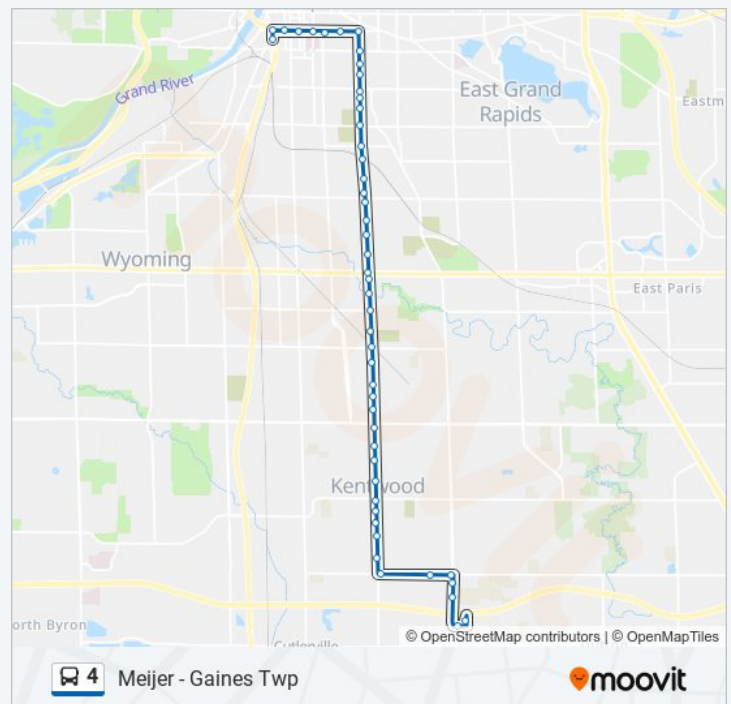 Grand River
East Grand
Rapids
Eastm
Wyoming
East Paris
Kentwood
orth Byron
Cutlerville
© OpenStreetMap contributors | © OpenMapTiles
4 Meijer - Gaines Twp
moovit